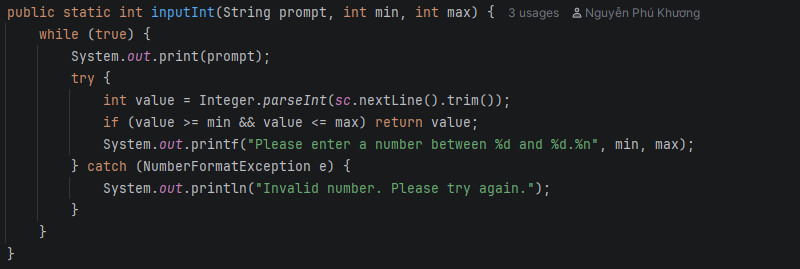 public static int inputInt(String prompt, int min, int max) { 3 usages Nguyễn Phú Khương
    while (true) {
        System.out.print(prompt);
        try {
            int value = Integer.parseInt(sc.nextLine().trim());
            if (value >= min && value <= max) return value;
            System.out.printf("Please enter a number between %d and %d.%n", min, max);
        } catch (NumberFormatException e) {
            System.out.println("Invalid number. Please try again.");
        }
    }
}